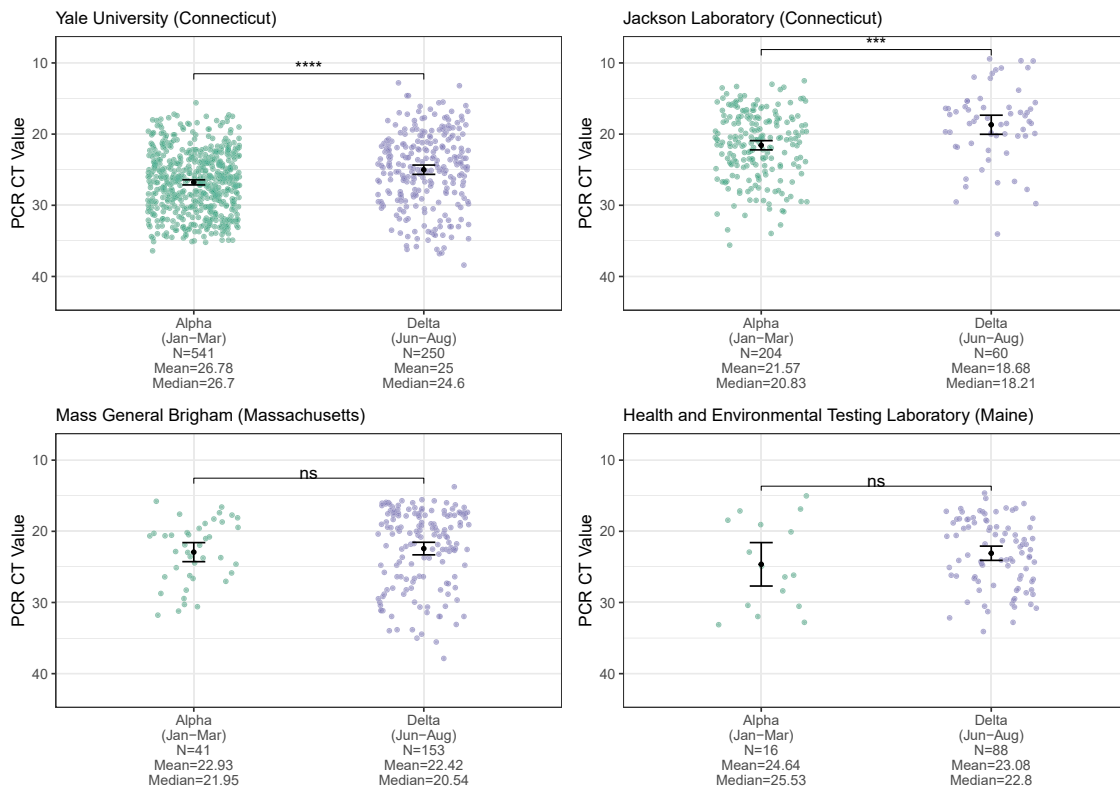 Yale University (Connecticut)
PCR CT Value
10
20
30
40
****
Alpha
(Jan−Mar)
N=541
Mean=26.78
Median=26.7
Delta
(Jun−Aug)
N=250
Mean=25
Median=24.6
Jackson Laboratory (Connecticut)
PCR CT Value
10
20
30
40
***
Alpha
(Jan−Mar)
N=204
Mean=21.57
Median=20.83
Delta
(Jun−Aug)
N=60
Mean=18.68
Median=18.21
Mass General Brigham (Massachusetts)
PCR CT Value
10
20
30
40
ns
Alpha
(Jan−Mar)
N=41
Mean=22.93
Median=21.95
Delta
(Jun−Aug)
N=153
Mean=22.42
Median=20.54
Health and Environmental Testing Laboratory (Maine)
PCR CT Value
10
20
30
40
ns
Alpha
(Jan−Mar)
N=16
Mean=24.64
Median=25.53
Delta
(Jun−Aug)
N=88
Mean=23.08
Median=22.8